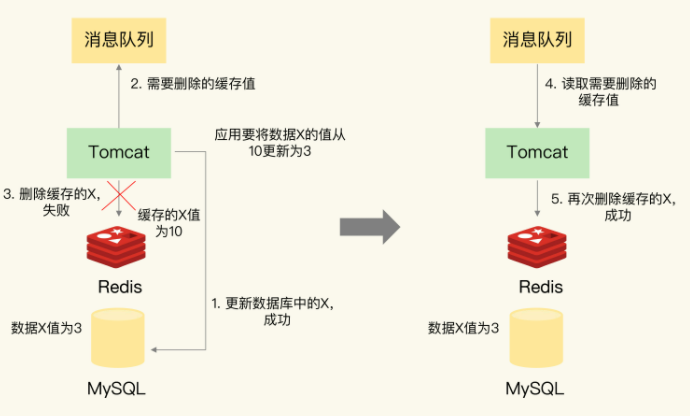 消息队列
2. 需要删除的缓存值
Tomcat
应用要将数据X的值从
10更新为3
3. 删除缓存的X，
失败
缓存的X值
为10
Redis
1. 更新数据库中的X，
成功
数据X值为3
MySQL
消息队列
4. 读取需要删除的
缓存值
Tomcat
5. 再次删除缓存的X，
成功
Redis
数据X值为3
MySQL